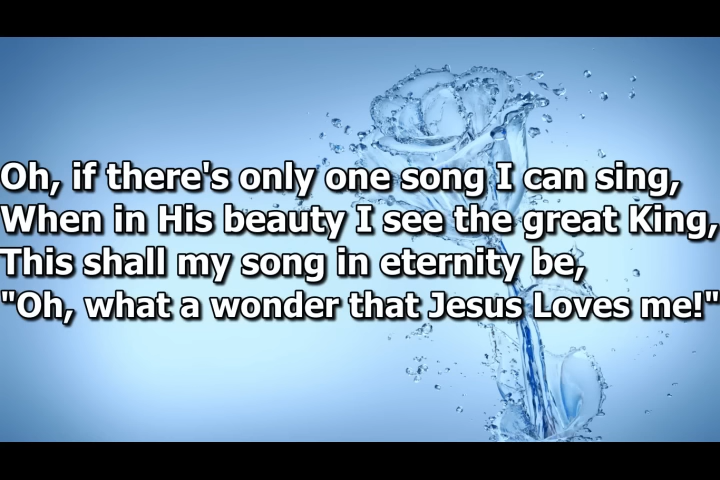 Oh, if there's only one song I can sing,
When in His beauty I see the great King,
This shall my song in eternity be,
"Oh, what a wonder that Jesus Loves me!"